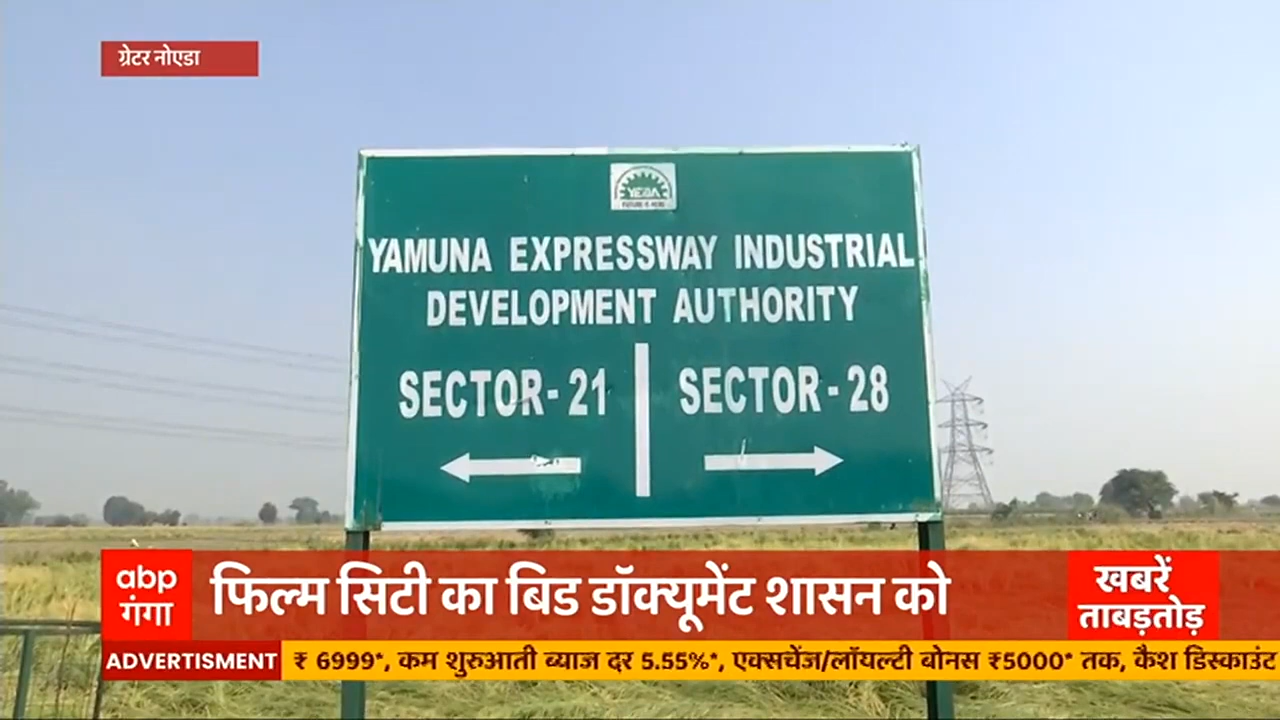 ग्रेटर नोएडा
YEIDA
FUTURE IS HERE
YAMUNA EXPRESSWAY INDUSTRIAL
DEVELOPMENT AUTHORITY
SECTOR-21
SECTOR-28
abp
गंगा
फिल्म सिटी का बिड डॉक्यूमेंट शासन को
खबरें
ताबड़तोड़
ADVERTISMENT
₹ 6999*, कम शुरुआती ब्याज दर 5.55%*, एक्सचेंज/लॉयल्टी बोनस ₹5000* तक, कैश डिस्काउंट